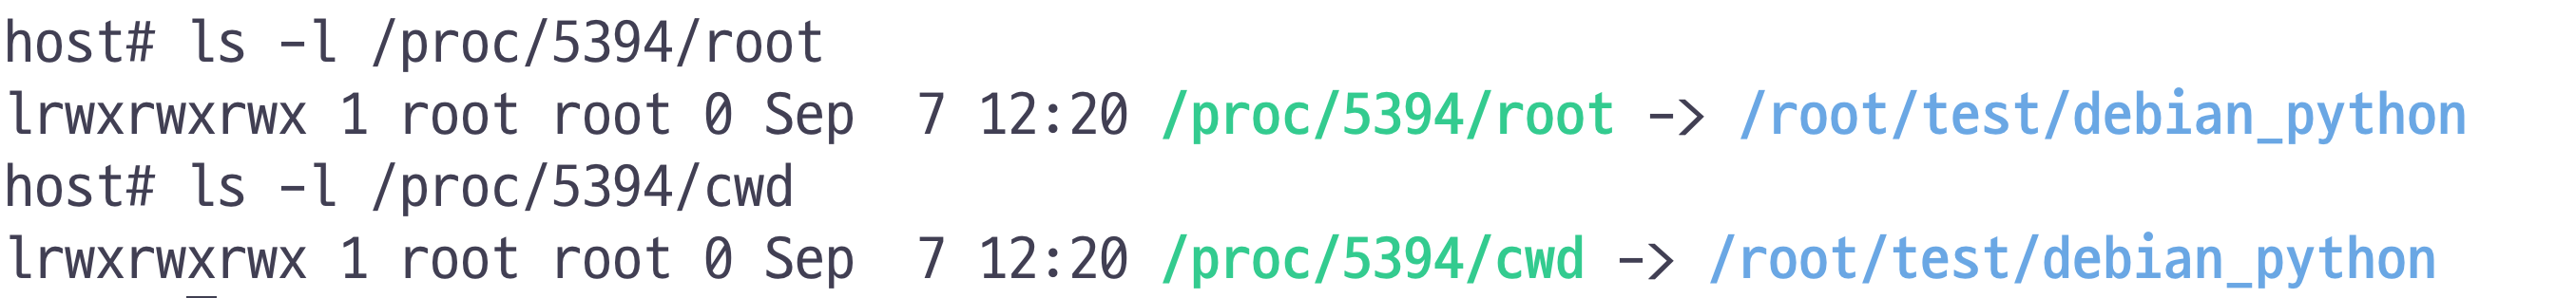 host# ls -l /proc/5394/root
lrwxrwxrwx 1 root root 0 Sep  7 12:20 /proc/5394/root -> /root/test/debian_python
host# ls -l /proc/5394/cwd
lrwxrwxrwx 1 root root 0 Sep  7 12:20 /proc/5394/cwd -> /root/test/debian_python